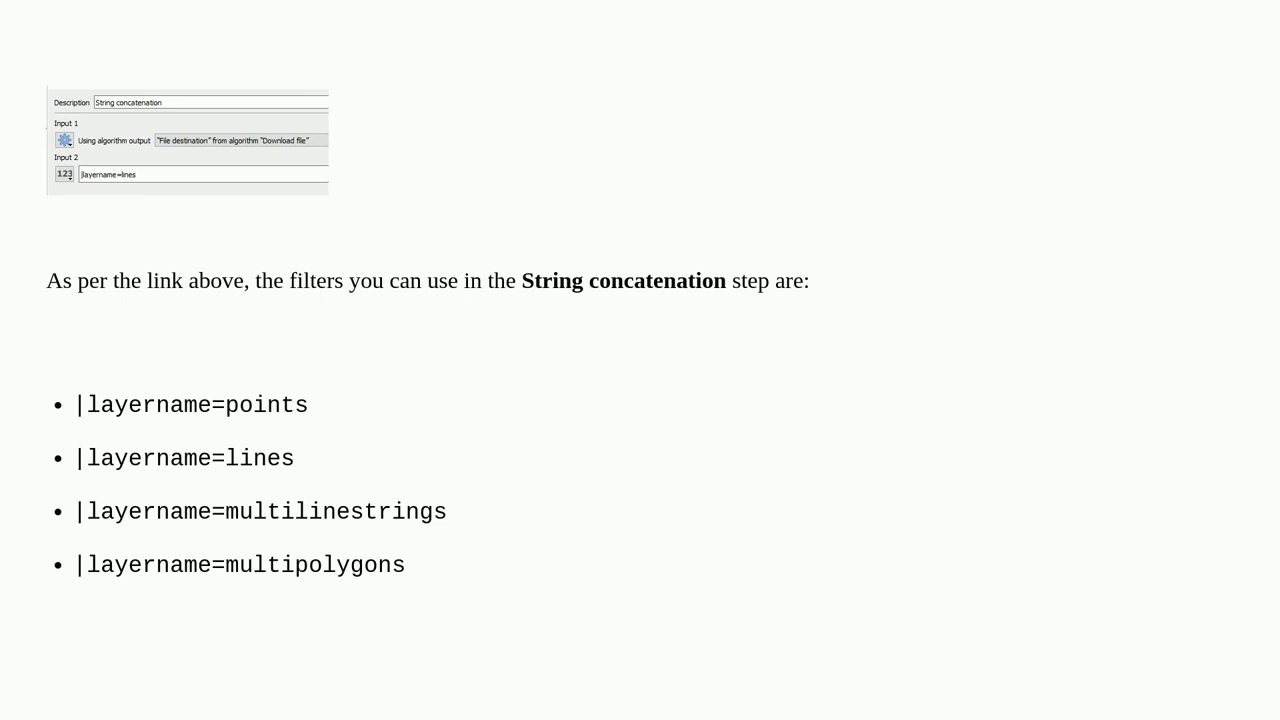 Description String concatenation
Input 1
Using algorithm output "File destination" from algorithm "Download file"
Input 2
123 |layername=lines
As per the link above, the filters you can use in the String concatenation step are:
• |layername=points
• |layername=lines
• |layername=multilinestrings
• |layername=multipolygons